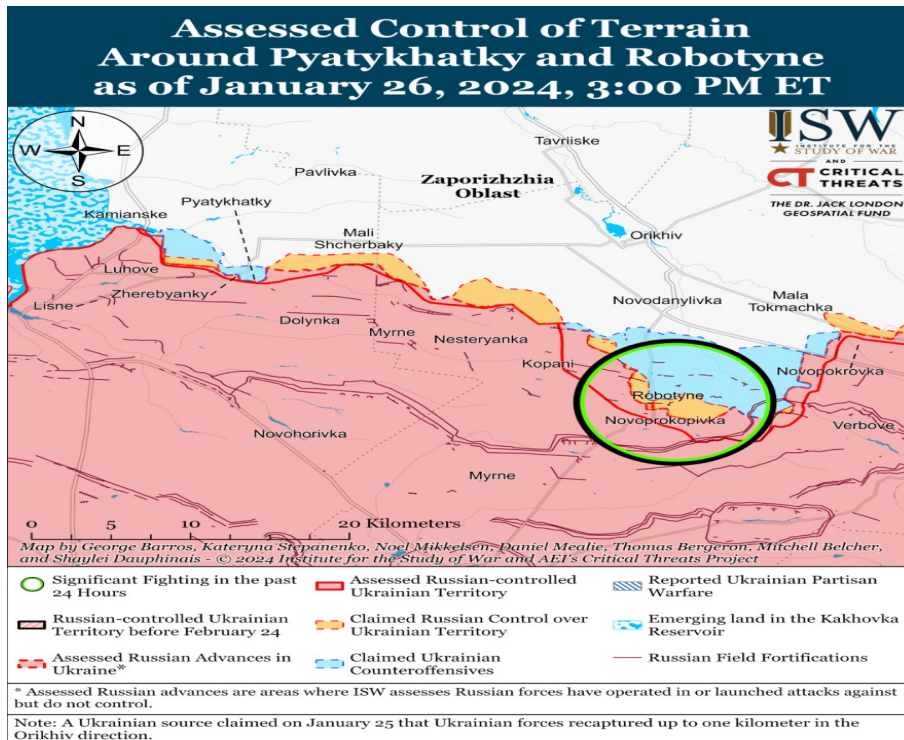 Assessed Control of Terrain
Around Pyatykhatky and Robotyne
as of January 26, 2024, 3:00 PM ET
N
W E
S
ISW
INSTITUTE FOR THE
STUDY OF WAR
AND
CT CRITICAL
THREATS
THE DR. JACK LONDON
GEOSPATIAL FUND
Tavriiske
Pavlivka
Zaporizhzhia
Oblast
Pyatykhatky
Kamianske
Mali
Shcherbaky
Orikhiv
Luhove
Zherebyanky
Lisne
Novodanylivka
Mala
Tokmachka
Dolynka
Myrne
Nesteryanka
Kopani
Novopokrovka
Robotyne
Novoprokopivka
Verbove
Novohorivka
Myrne
0 5 10 20 Kilometers
Map by George Barros, Kateryna Stepanenko, Noel Mikkelsen, Daniel Mealie, Thomas Bergeron, Mitchell Belcher,
and Shaylei Dauphinais - © 2024 Institute for the Study of War and AEI's Critical Threats Project
Significant Fighting in the past
24 Hours
Assessed Russian-controlled
Ukrainian Territory
Reported Ukrainian Partisan
Warfare
Russian-controlled Ukrainian
Territory before February 24
Claimed Russian Control over
Ukrainian Territory
Emerging land in the Kakhovka
Reservoir
Assessed Russian Advances in
Ukraine*
Claimed Ukrainian
Counteroffensives
Russian Field Fortifications
* Assessed Russian advances are areas where ISW assesses Russian forces have operated in or launched attacks against
but do not control.
Note: A Ukrainian source claimed on January 25 that Ukrainian forces recaptured up to one kilometer in the
Orikhiv direction.